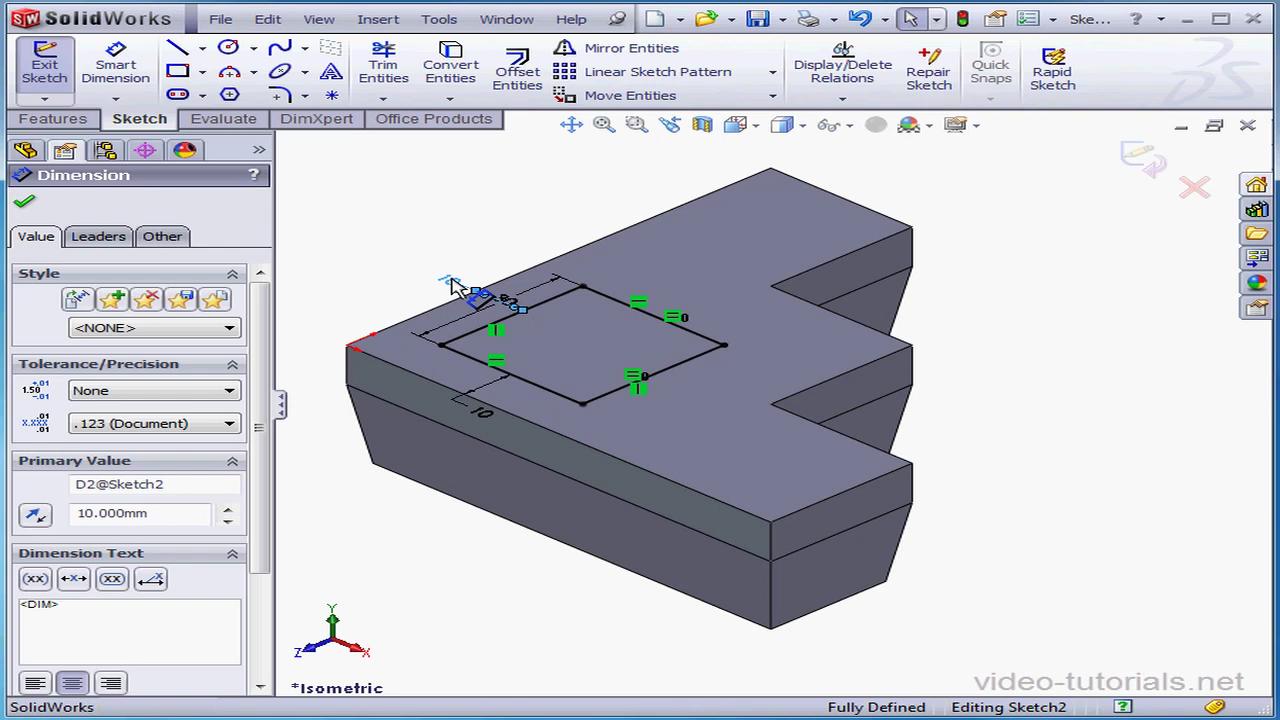 SW SolidWorks File Edit View Insert Tools Window Help Ske... ?
Exit Sketch
Smart Dimension
Trim Entities
Convert Entities
Offset Entities
Mirror Entities
Linear Sketch Pattern
Move Entities
Display/Delete Relations
Repair Sketch
Quick Snaps
Rapid Sketch
Features Sketch Evaluate DimXpert Office Products
Dimension ?
Value Leaders Other
Style
<NONE>
Tolerance/Precision
None
.123 (Document)
Primary Value
D2@Sketch2
10.000mm
Dimension Text
<DIM>
10
Y
Z
X
*Isometric
video-tutorials.net
SolidWorks Fully Defined Editing Sketch2